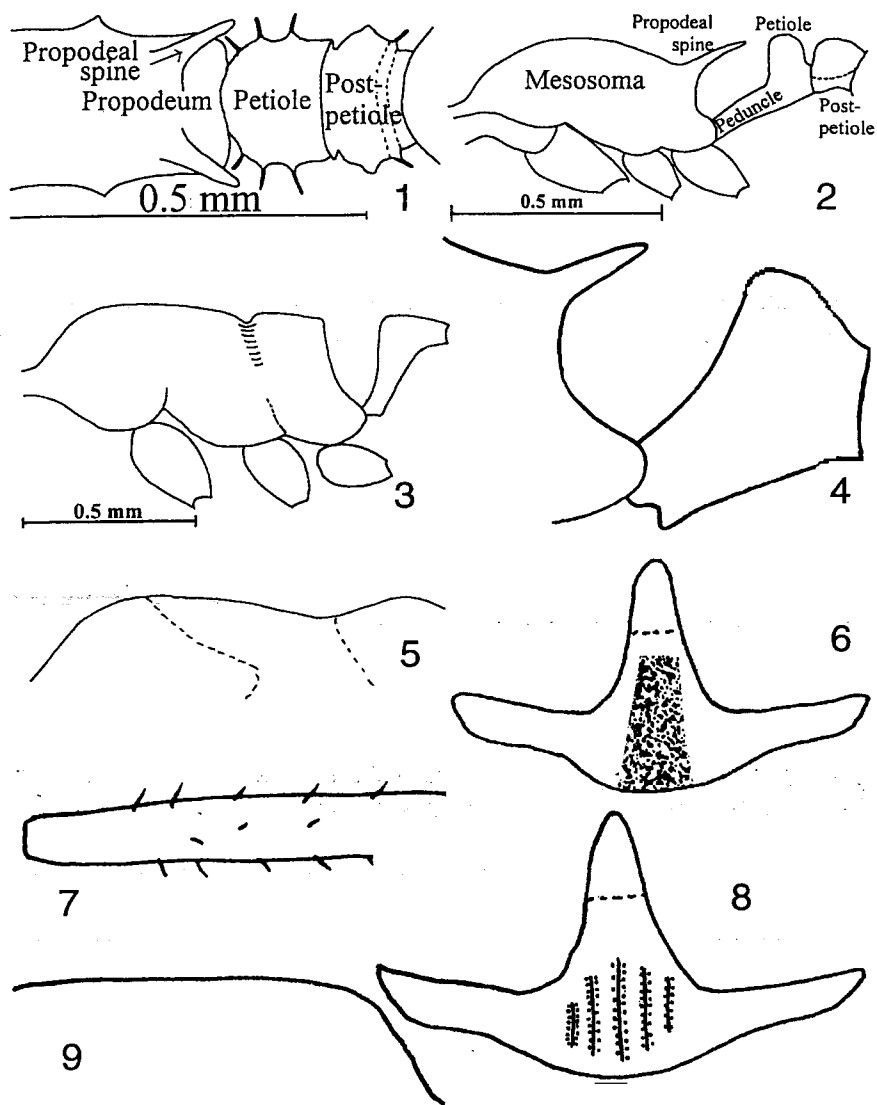 Propodeal
spine
Propodeum
Petiole
Post-
petiole
0.5 mm
1
Propodeal
spine
Petiole
Mesosoma
Peduncle
Post-
petiole
0.5 mm
2
0.5 mm
3
4
5
6
7
8
9